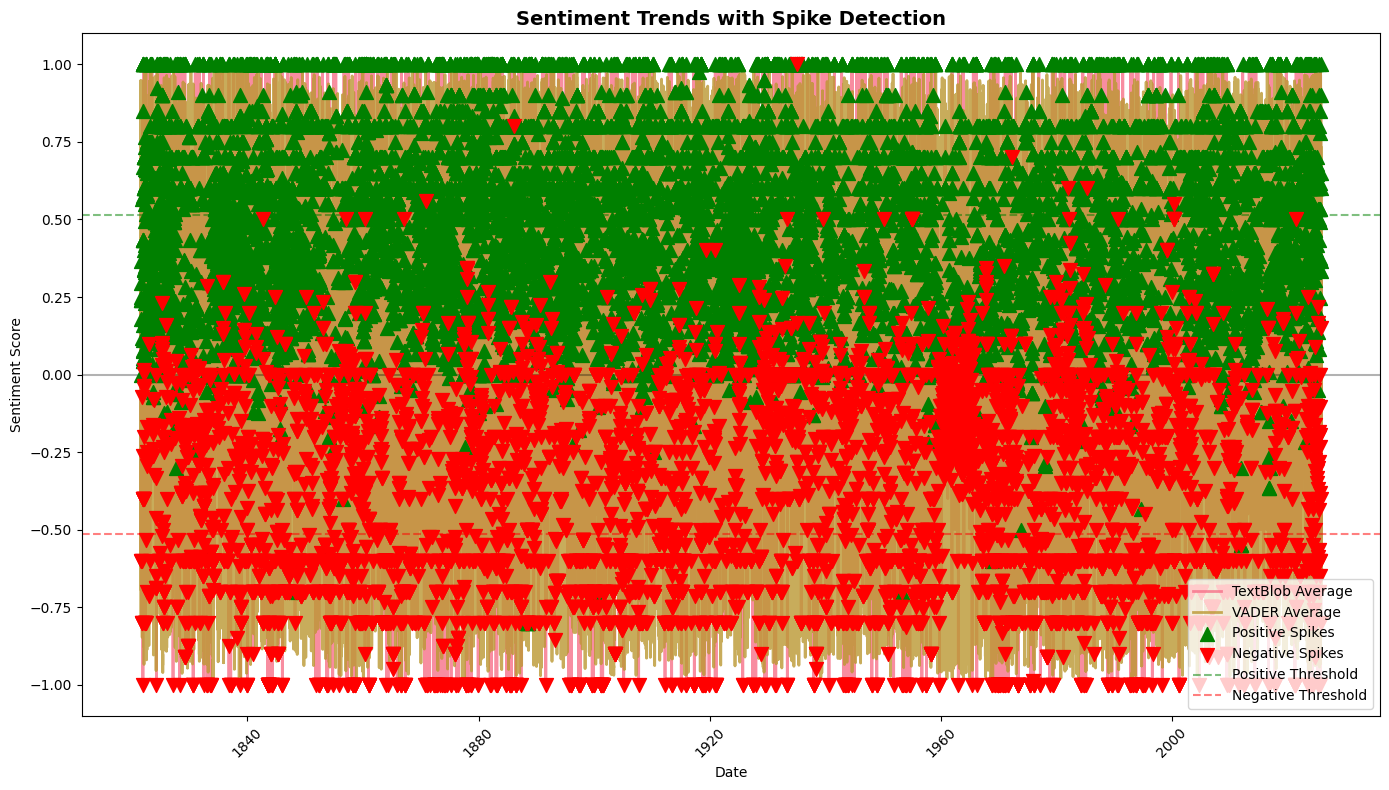 Sentiment Trends with Spike Detection
1.00
0.75
0.50
0.25
0.00
−0.25
−0.50
−0.75
−1.00
Sentiment Score
TextBlob Average
VADER Average
Positive Spikes
Negative Spikes
Positive Threshold
Negative Threshold
1840
1880
1920
1960
2000
Date